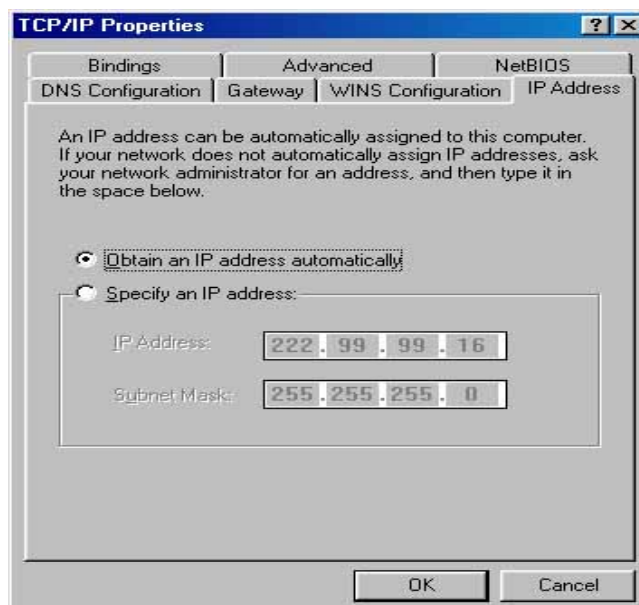 TCP/IP Properties
Bindings Advanced NetBIOS
DNS Configuration Gateway WINS Configuration IP Address
An IP address can be automatically assigned to this computer.
If your network does not automatically assign IP addresses, ask
your network administrator for an address, and then type it in
the space below.
Obtain an IP address automatically
Specify an IP address:
IP Address: 222 . 99 . 99 . 16
Subnet Mask: 255 . 255 . 255 . 0
OK Cancel